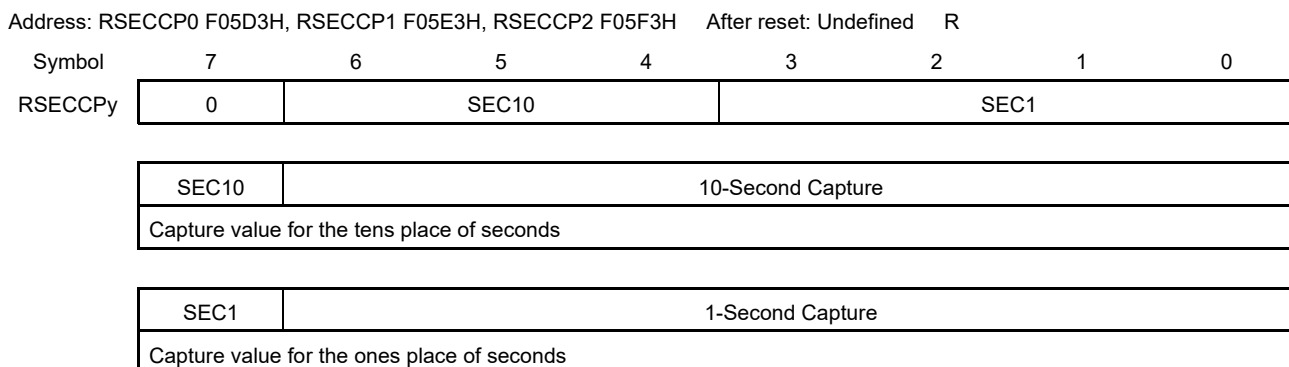 Address: RSECCP0 F05D3H, RSECCP1 F05E3H, RSECCP2 F05F3H After reset: Undefined R
Symbol 7 6 5 4 3 2 1 0
RSECCPy 0 SEC10 SEC1
SEC10 10-Second Capture
Capture value for the tens place of seconds
SEC1 1-Second Capture
Capture value for the ones place of seconds